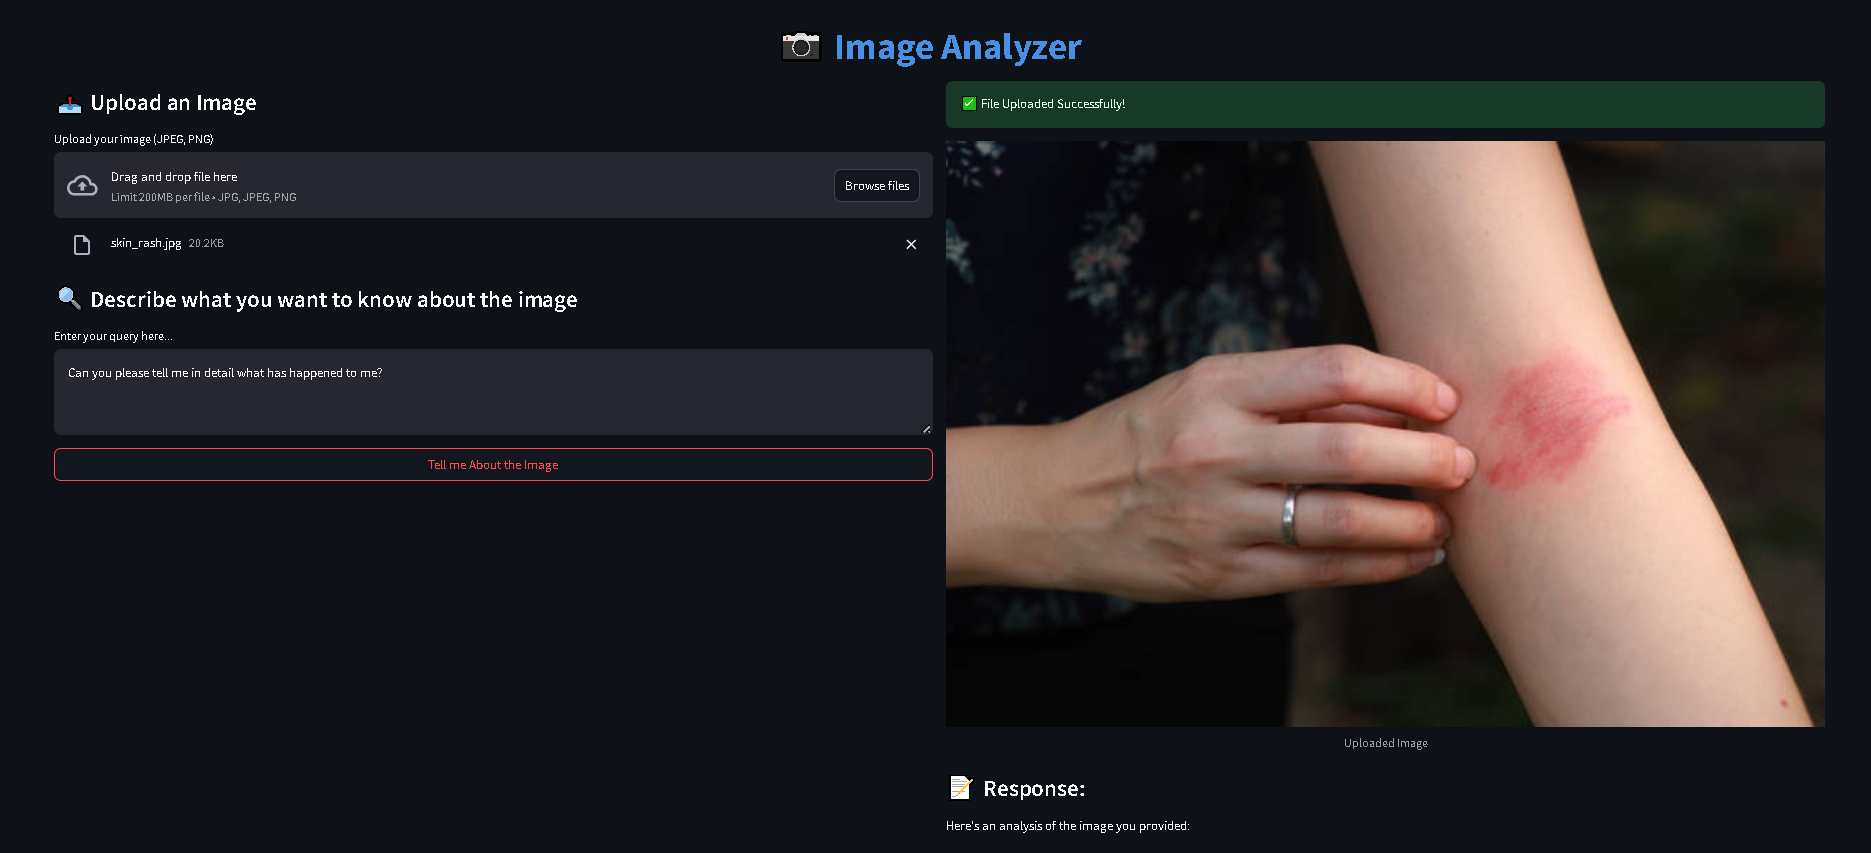 Image Analyzer
Upload an Image
Upload your image (JPEG, PNG)
Drag and drop file here
Limit 200MB per file • JPG, JPEG, PNG
Browse files
skin_rash.jpg 20.2KB
Describe what you want to know about the image
Enter your query here...
Can you please tell me in detail what has happened to me?
Tell me About the Image
✅ File Uploaded Successfully!
Uploaded Image
Response:
Here's an analysis of the image you provided: